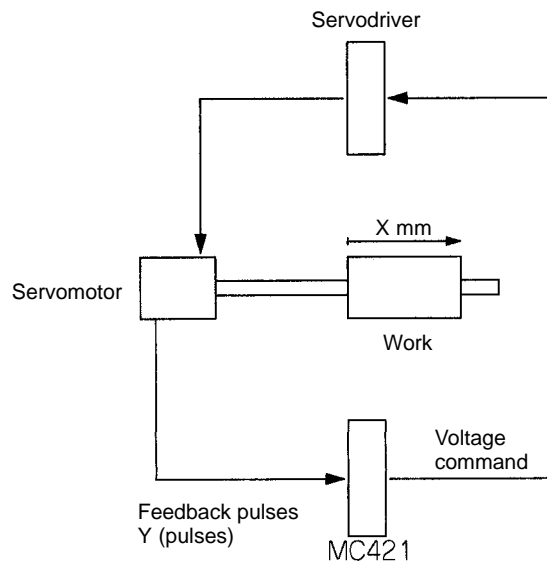 Servodriver
X mm
Servomotor
Work
Voltage
command
Feedback pulses
Y (pulses)
MC421